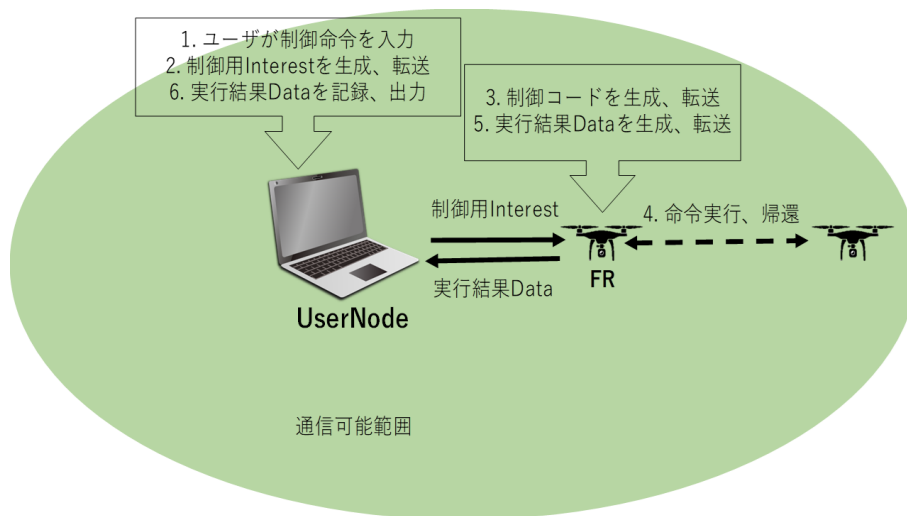 1. ユーザが制御命令を入力
2. 制御用Interestを生成、転送
6. 実行結果Dataを記録、出力
3. 制御コードを生成、転送
5. 実行結果Dataを生成、転送
制御用Interest
4. 命令実行、帰還
実行結果Data
FR
UserNode
通信可能範囲